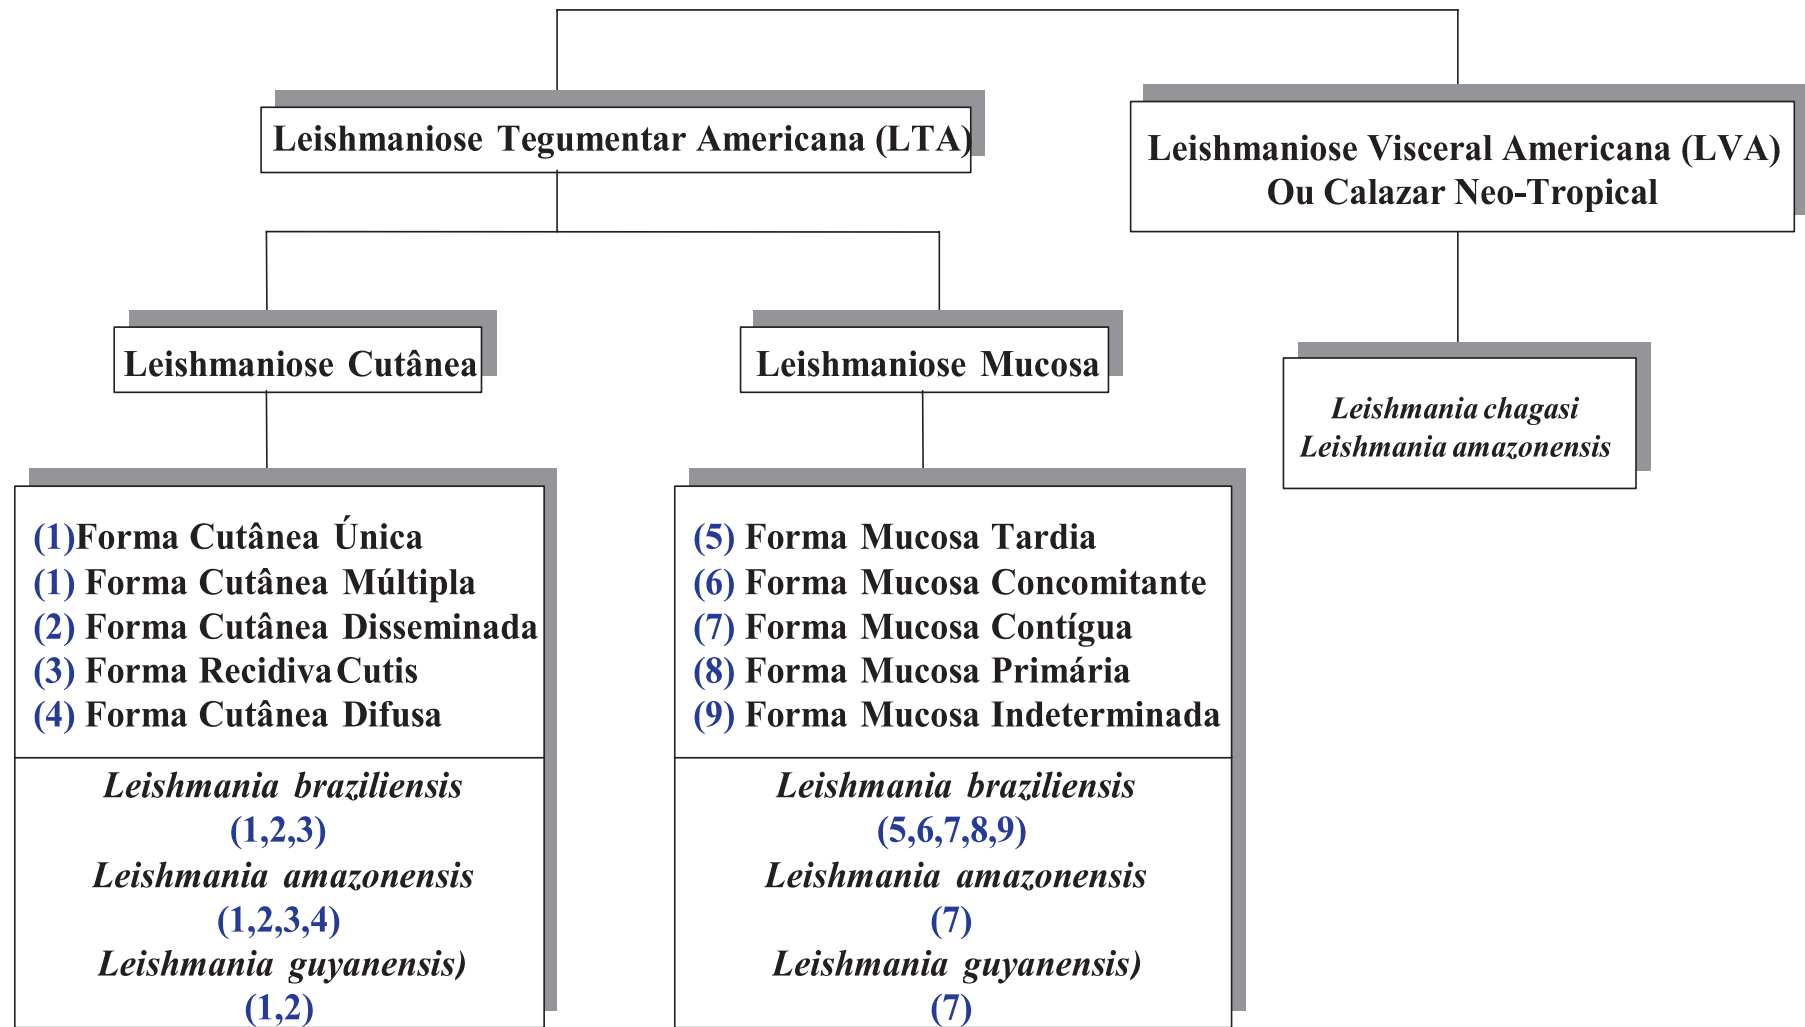 Leishmaniose Tegumentar Americana (LTA)
Leishmaniose Visceral Americana (LVA)
Ou Calazar Neo-Tropical
Leishmaniose Cutânea
Leishmaniose Mucosa
Leishmania chagasi
Leishmania amazonensis
(1)Forma Cutânea Única
(1) Forma Cutânea Múltipla
(2) Forma Cutânea Disseminada
(3) Forma Recidiva Cutis
(4) Forma Cutânea Difusa
Leishmania braziliensis
(1,2,3)
Leishmania amazonensis
(1,2,3,4)
Leishmania guyanensis)
(1,2)
(5) Forma Mucosa Tardia
(6) Forma Mucosa Concomitante
(7) Forma Mucosa Contígua
(8) Forma Mucosa Primária
(9) Forma Mucosa Indeterminada
Leishmania braziliensis
(5,6,7,8,9)
Leishmania amazonensis
(7)
Leishmania guyanensis)
(7)